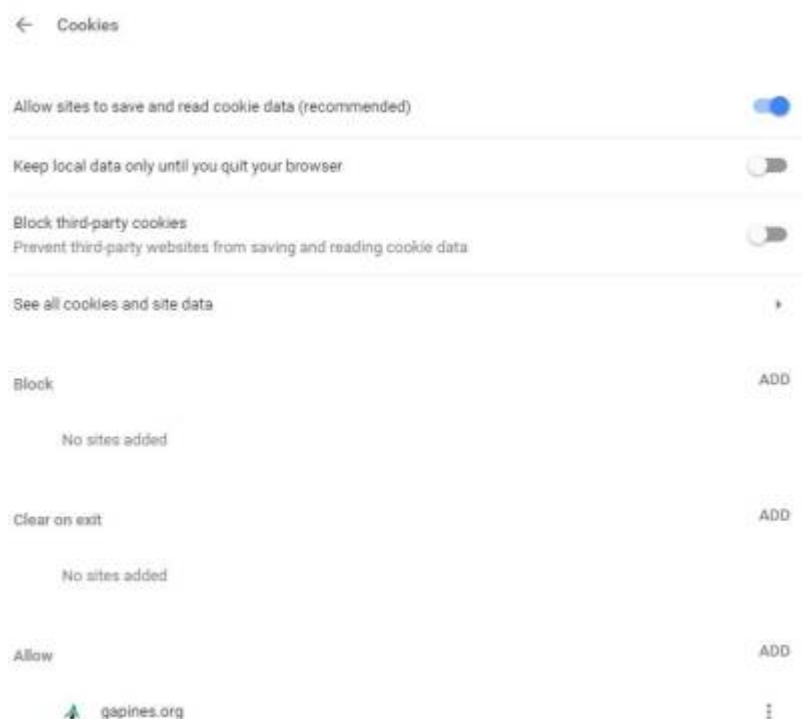 Cookies
Allow sites to save and read cookie data (recommended)
Keep local data only until you quit your browser
Block third-party cookies
Prevent third-party websites from saving and reading cookie data
See all cookies and site data
Block ADD
No sites added
Clear on exit ADD
No sites added
Allow ADD
gapines.org